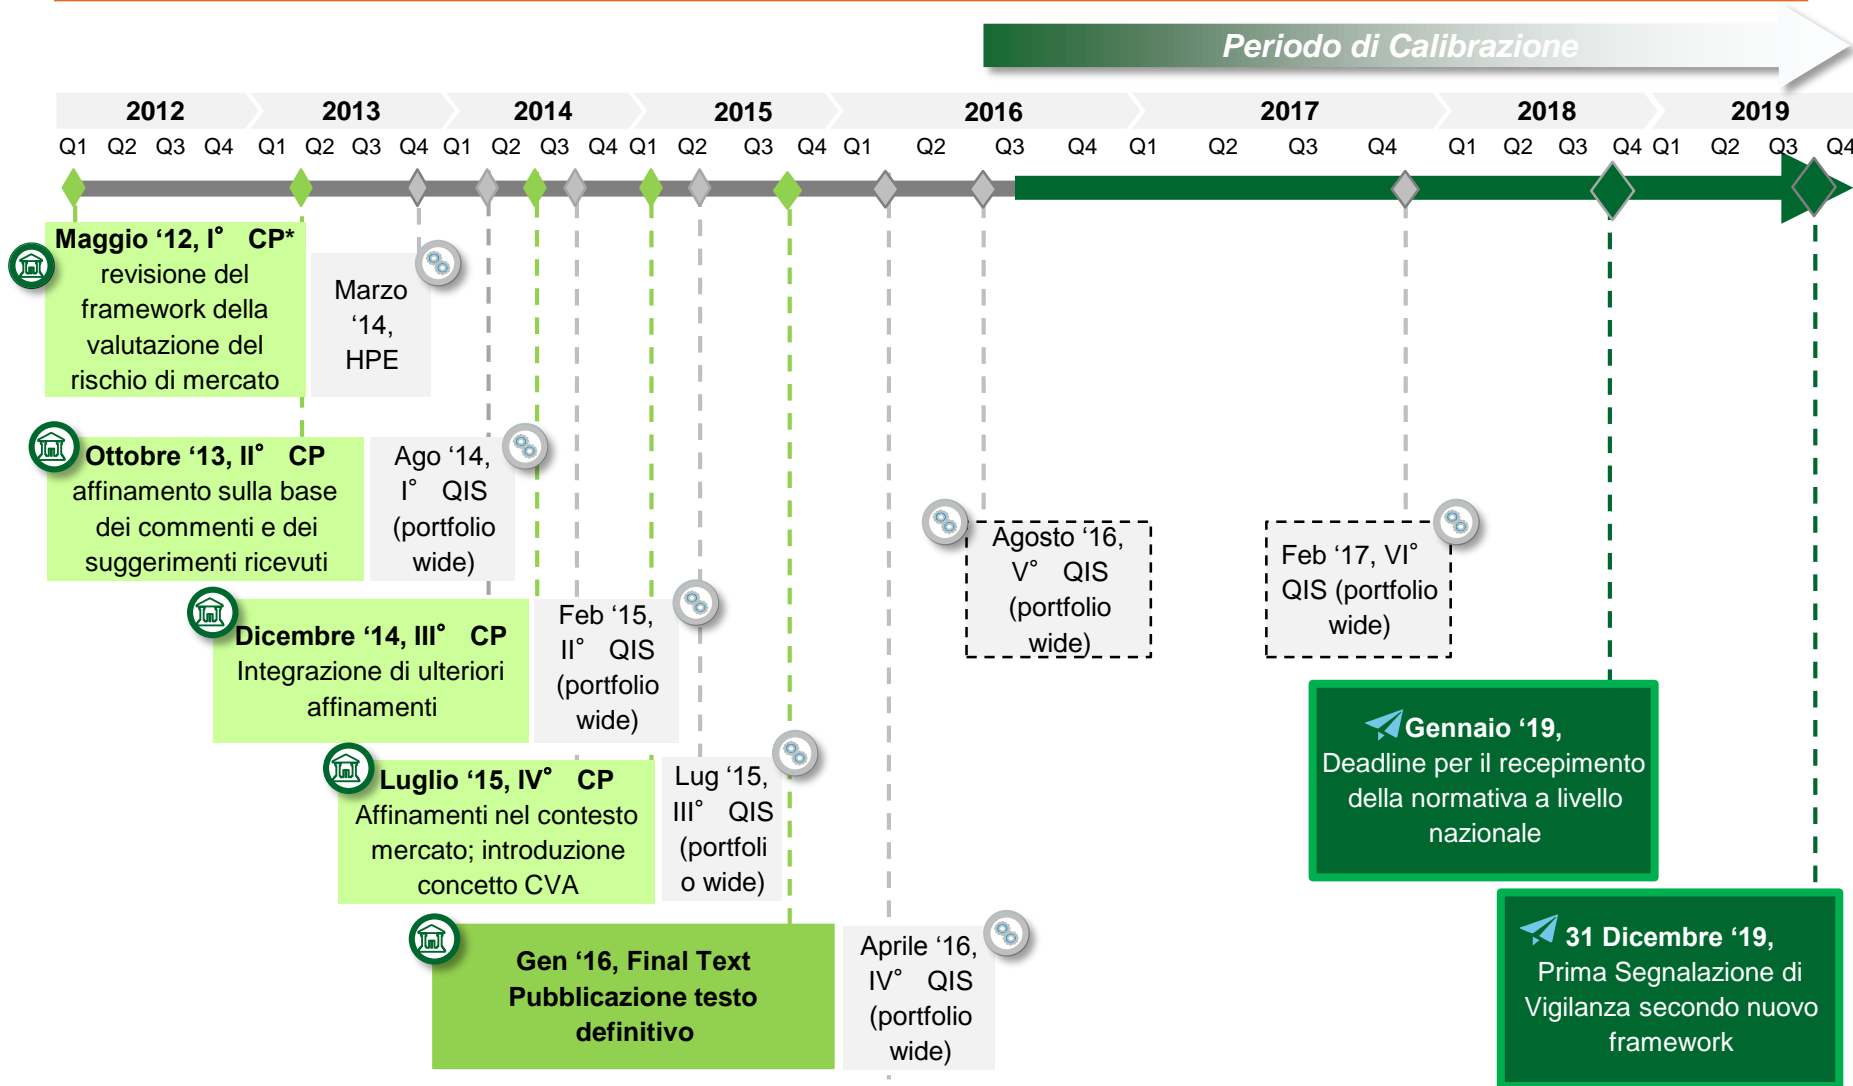 Periodo di Calibrazione
2012 2013 2014 2015 2016 2017 2018 2019
Q1 Q2 Q3 Q4 Q1 Q2 Q3 Q4 Q1 Q2 Q3 Q4 Q1 Q2 Q3 Q4 Q1 Q2 Q3 Q4 Q1 Q2 Q3 Q4 Q1 Q2 Q3 Q4 Q1 Q2 Q3 Q4
Maggio ‘12, I° CP*
revisione del
framework della
valutazione del
rischio di mercato
Marzo
‘14,
HPE
Ottobre ‘13, II° CP
affinamento sulla base
dei commenti e dei
suggerimenti ricevuti
Ago ‘14,
I° QIS
(portfolio
wide)
Agosto ‘16,
V° QIS
(portfolio
wide)
Feb ‘17, VI°
QIS (portfolio
wide)
Dicembre ‘14, III° CP
Integrazione di ulteriori
affinamenti
Feb ‘15,
II° QIS
(portfolio
wide)
Luglio ‘15, IV° CP
Affinamenti nel contesto
mercato; introduzione
concetto CVA
Lug ‘15,
III° QIS
(portfoli
o wide)
Gennaio ‘19,
Deadline per il recepimento
della normativa a livello
nazionale
Gen ‘16, Final Text
Pubblicazione testo
definitivo
Aprile ‘16,
IV° QIS
(portfolio
wide)
31 Dicembre ‘19,
Prima Segnalazione di
Vigilanza secondo nuovo
framework